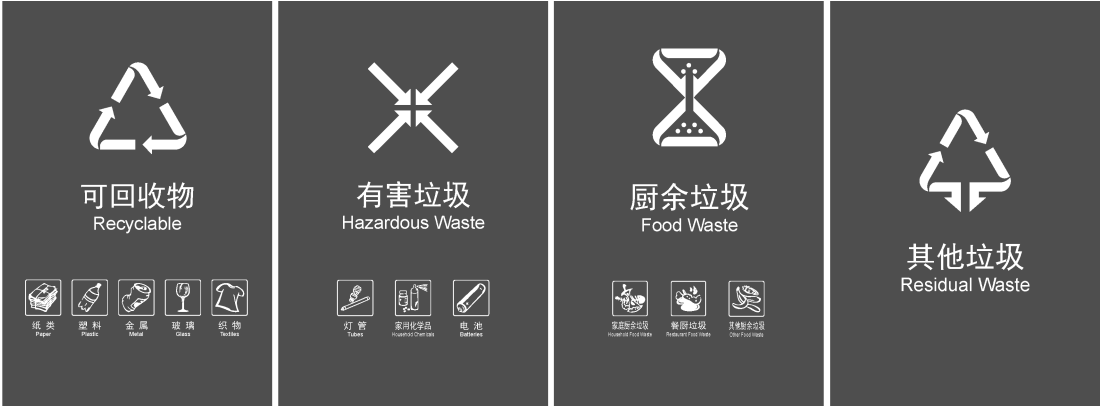 可回收物
Recyclable
纸类
Paper
塑料
Plastic
金属
Metal
玻璃
Glass
织物
Textiles
有害垃圾
Hazardous Waste
灯管
Tubes
家用化学品
Household Chemicals
电池
Batteries
厨余垃圾
Food Waste
家庭厨余垃圾
Household Food Waste
餐厨垃圾
Restaurant Food Waste
其他厨余垃圾
Other Food Waste
其他垃圾
Residual Waste